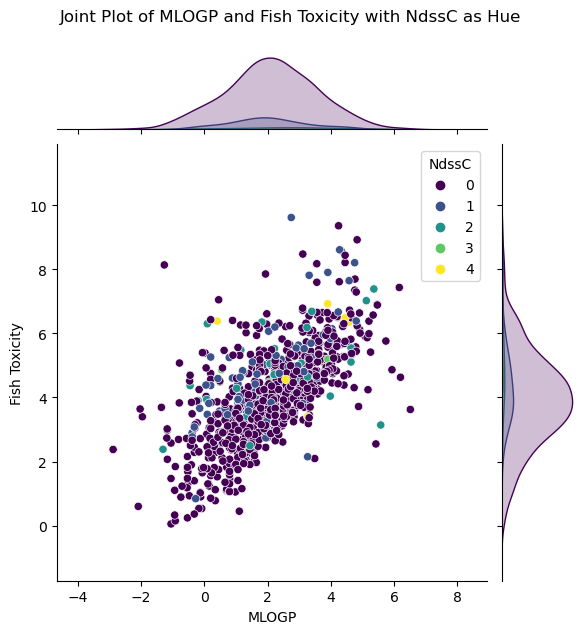 Joint Plot of MLOGP and Fish Toxicity with NdssC as Hue
NdssC
0
1
2
3
4
10
8
6
4
2
0
Fish Toxicity
−4 −2 0 2 4 6 8
MLOGP